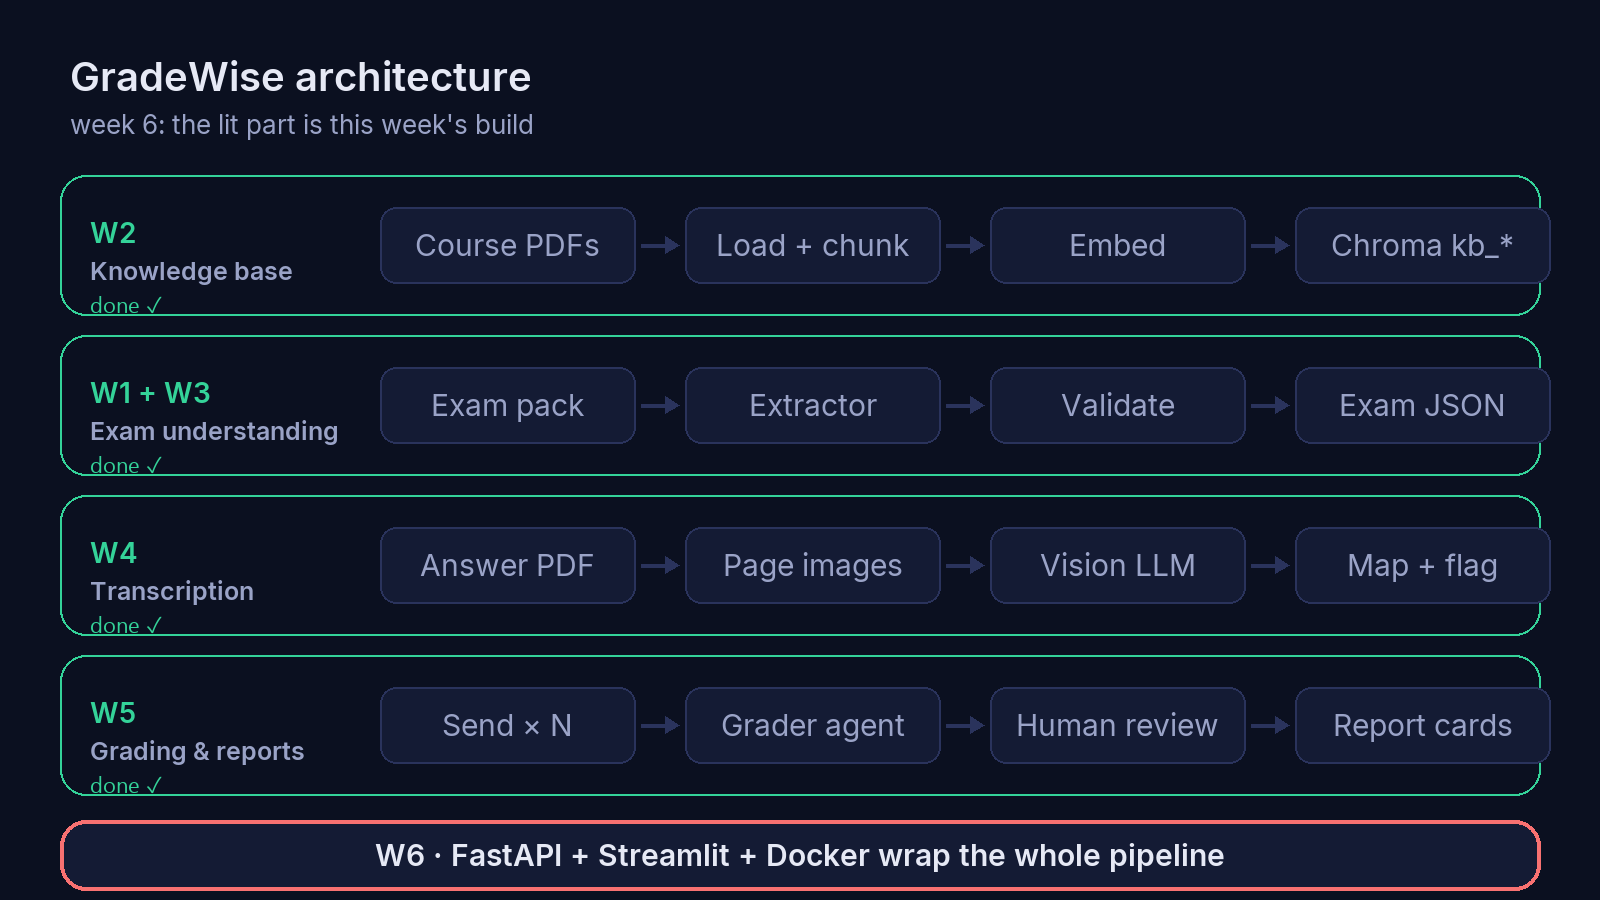 GradeWise architecture
week 6: the lit part is this week's build
W2
Knowledge base
done ✓
Course PDFs
Load + chunk
Embed
Chroma kb_*
W1 + W3
Exam understanding
done ✓
Exam pack
Extractor
Validate
Exam JSON
W4
Transcription
done ✓
Answer PDF
Page images
Vision LLM
Map + flag
W5
Grading & reports
done ✓
Send × N
Grader agent
Human review
Report cards
W6 · FastAPI + Streamlit + Docker wrap the whole pipeline